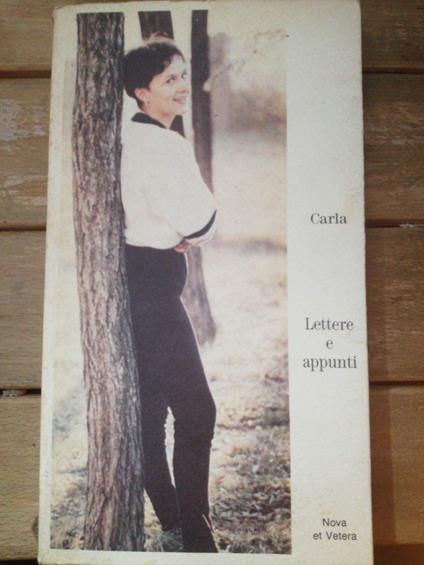 Carla
Lettere
e
appunti
Nova
et Vetera